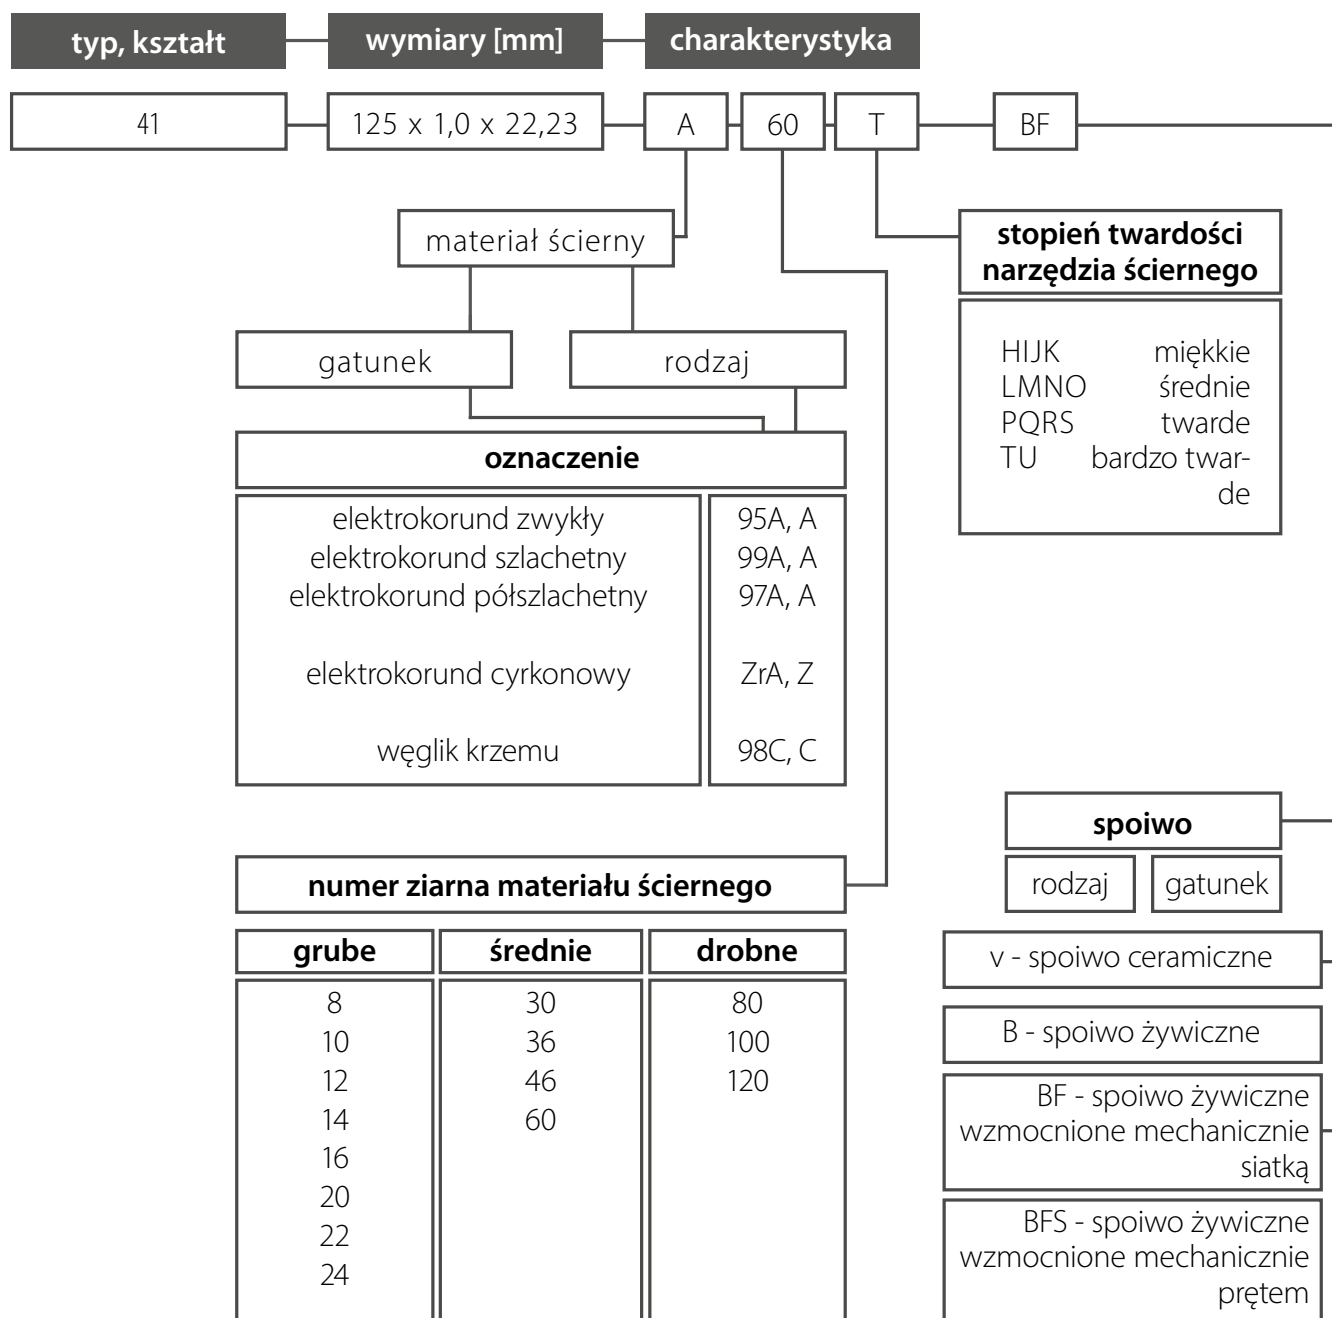 typ, kształt
wymiary [mm]
charakterystyka
41
125 x 1,0 x 22,23
A
60
T
BF
materiał ścierny
gatunek
rodzaj
oznaczenie
elektrokorund zwykły 95A, A
elektrokorund szlachetny 99A, A
elektrokorund półszlachetny 97A, A
elektrokorund cyrkonowy ZrA, Z
węglik krzemu 98C, C
stopień twardości
narzędzia ściernego
HIJK miękkie
LMNO średnie
PQRS twarde
TU bardzo twar-
de
numer ziarna materiału ściernego
grube średnie drobne
8 30 80
10 36 100
12 46 120
14 60
16
20
22
24
spoiwo
rodzaj gatunek
v - spoiwo ceramiczne
B - spoiwo żywiczne
BF - spoiwo żywiczne
wzmocnione mechanicznie
siatką
BFS - spoiwo żywiczne
wzmocnione mechanicznie
prętem